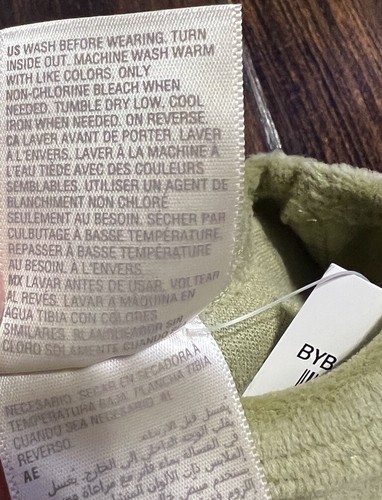 US WASH BEFORE WEARING. TURN
INSIDE OUT. MACHINE WASH WARM
WITH LIKE COLORS. ONLY
NON-CHLORINE BLEACH WHEN
NEEDED. TUMBLE DRY LOW. COOL
IRON WHEN NEEDED. ON REVERSE.
CA LAVER AVANT DE PORTER. LAVER
À L'ENVERS. LAVER À LA MACHINE À
L'EAU TIÈDE AVEC DES COULEURS
SEMBLABLES. UTILISER UN AGENT DE
BLANCHIMENT NON CHLORÉ
SEULEMENT AU BESOIN. SÉCHER PAR
CULBUTAGE À BASSE TEMPÉRATURE.
REPASSER À BASSE TEMPÉRATURE
AU BESOIN. À L'ENVERS.
MX LAVAR ANTES DE USAR. VOLTEAR
AL REVÉS. LAVAR A MÁQUINA EN
AGUA TIBIA CON COLORES
SIMILARES. BLANQUEADOR SIN
CLORO SOLAMENTE CUANDO
NECESARIO. SECAR EN SECADORA A
TEMPERATURA BAJA. PLANCHA TIBIA
CUANDO SEA NECESARIO. AL
REVERSO
AE
BYB